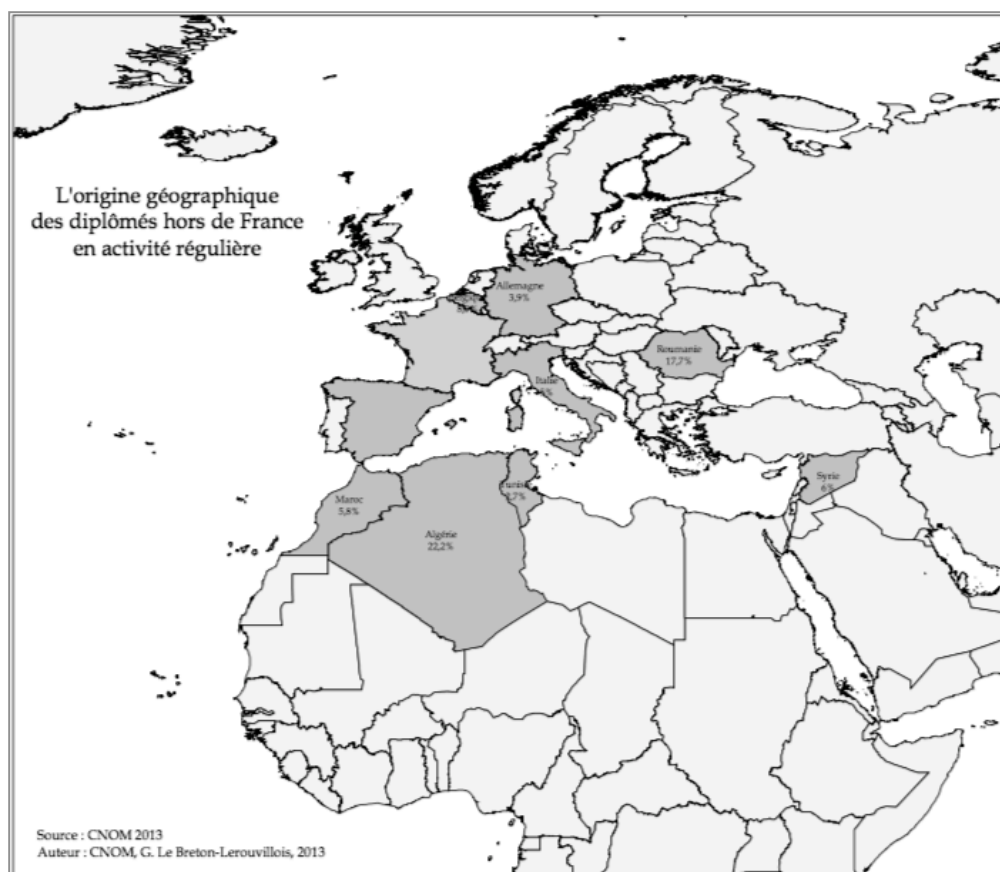 L'origine géographique
des diplômés hors de France
en activité régulière
Allemagne
3,9%
Roumanie
17,7%
Italie
Syrie
6%
Maroc
5,8%
Algérie
22,2%
Source : CNOM 2013
Auteur : CNOM, G. Le Breton-Lerouvillois, 2013